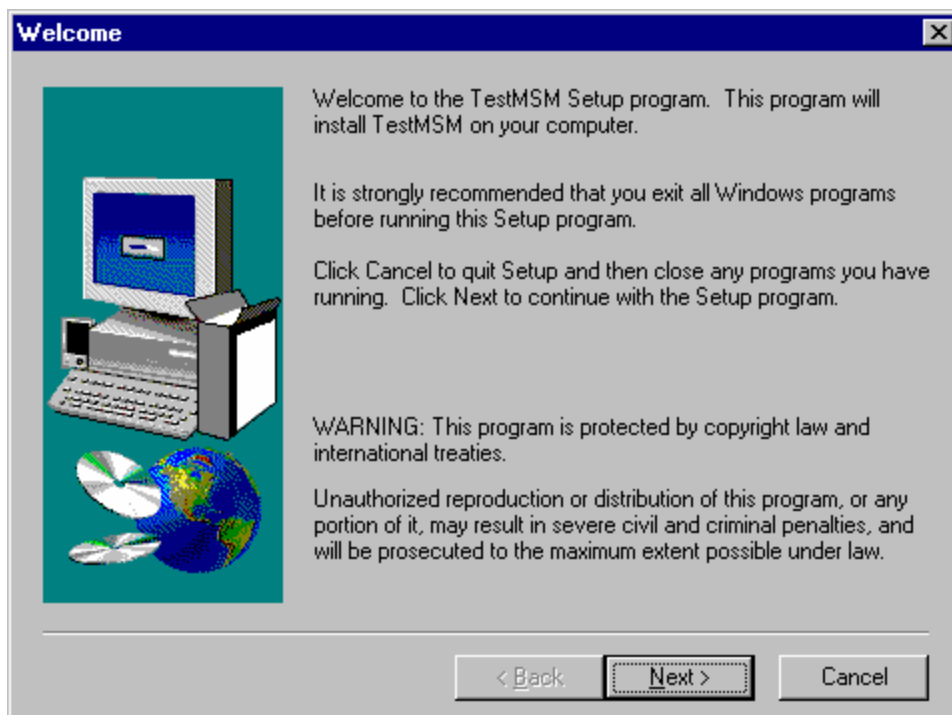 Welcome
Welcome to the TestMSM Setup program.  This program will
install TestMSM on your computer.
It is strongly recommended that you exit all Windows programs
before running this Setup program.
Click Cancel to quit Setup and then close any programs you have
running.  Click Next to continue with the Setup program.
WARNING: This program is protected by copyright law and
international treaties.
Unauthorized reproduction or distribution of this program, or any
portion of it, may result in severe civil and criminal penalties, and
will be prosecuted to the maximum extent possible under law.
< Back
Next >
Cancel